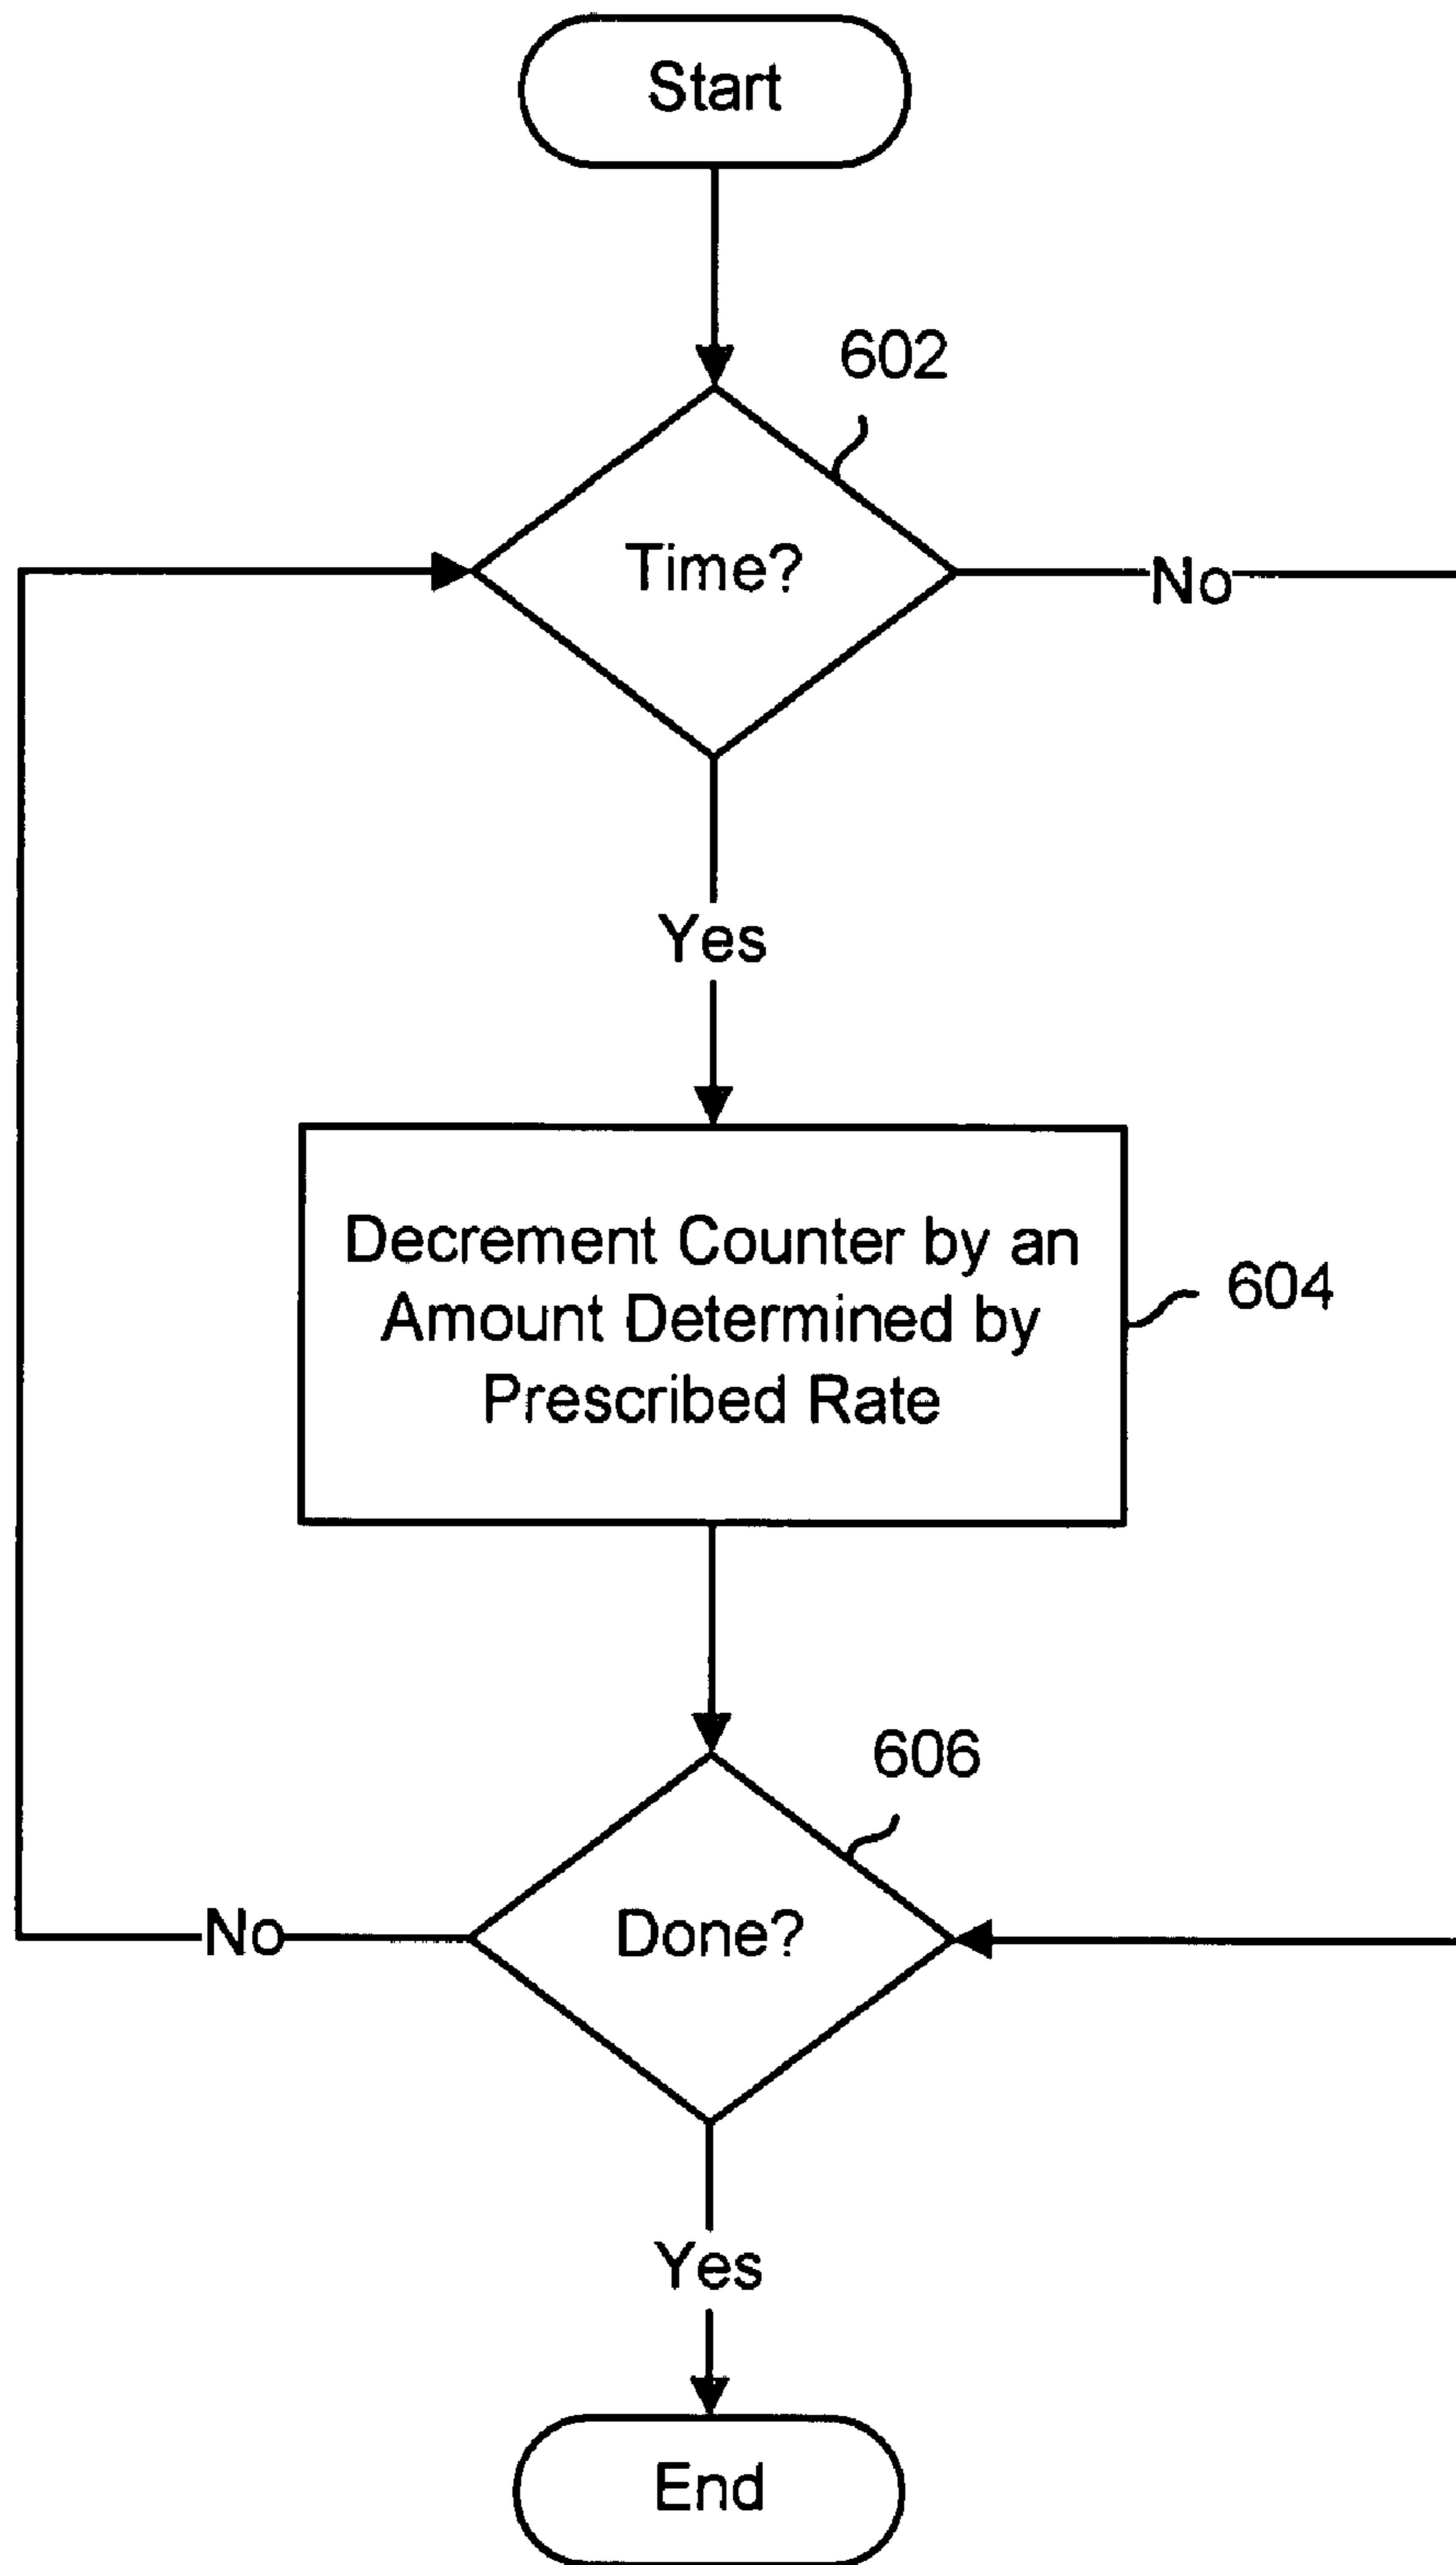 Start
602
Time?
No
Yes
Decrement Counter by an
Amount Determined by
Prescribed Rate
604
606
Done?
No
Yes
End